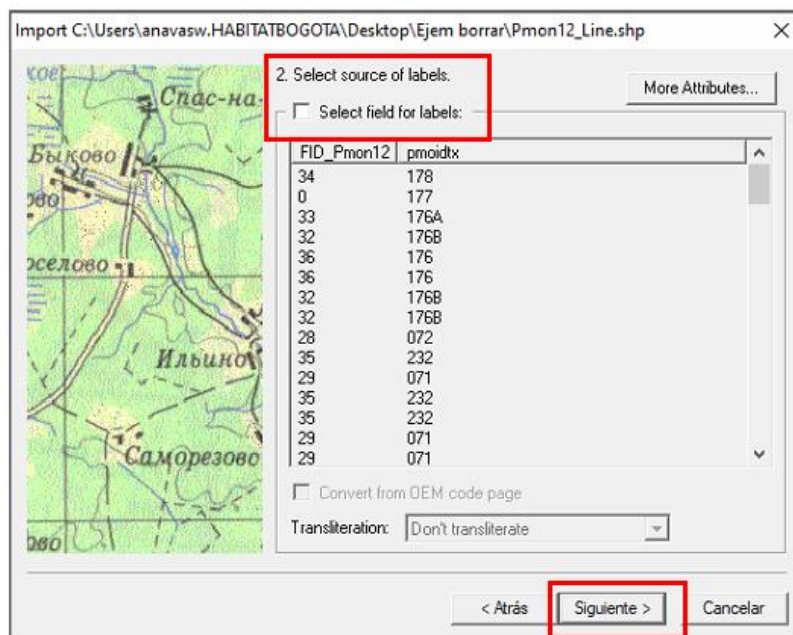 Import C:\Users\anavasw.HABITATBOGOTA\Desktop\Ejem borrar\Pmon12_Line.shp
2. Select source of labels.
More Attributes...
Select field for labels:
FID_Pmon12 pmoidtx
34 178
0 177
33 176A
32 176B
36 176
36 176
32 176B
32 176B
28 072
35 232
29 071
35 232
35 232
29 071
29 071
Convert from OEM code page
Transliteration: Don't transliterate
< Atrás Siguiente > Cancelar
Спас-на-
Быково
Ильино
Саморезово